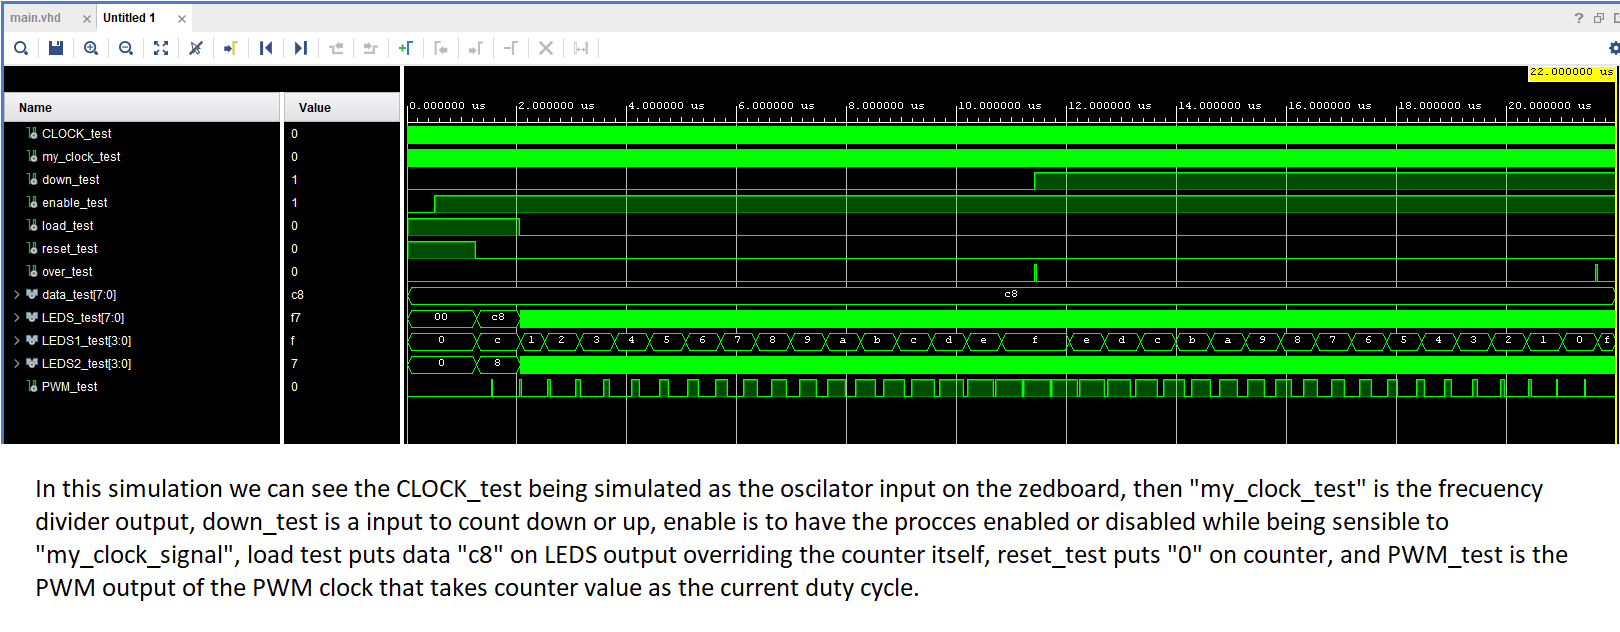 main.vhd × Untitled 1 ×
?
22.000000 us
Name Value
0.000000 us 2.000000 us 4.000000 us 6.000000 us 8.000000 us 10.000000 us 12.000000 us 14.000000 us 16.000000 us 18.000000 us 20.000000 us
CLOCK_test 0
my_clock_test 0
down_test 1
enable_test 1
load_test 0
reset_test 0
over_test 0
data_test[7:0] c8 c8
LEDS_test[7:0] f7 00 c8
LEDS1_test[3:0] f 0 c 1 2 3 4 5 6 7 8 9 a b c d e f e d c b a 9 8 7 6 5 4 3 2 1 0 f
LEDS2_test[3:0] 7 0 8
PWM_test 0
In this simulation we can see the CLOCK_test being simulated as the oscilator input on the zedboard, then "my_clock_test" is the frecuency
divider output, down_test is a input to count down or up, enable is to have the procces enabled or disabled while being sensible to
"my_clock_signal", load test puts data "c8" on LEDS output overriding the counter itself, reset_test puts "0" on counter, and PWM_test is the
PWM output of the PWM clock that takes counter value as the current duty cycle.